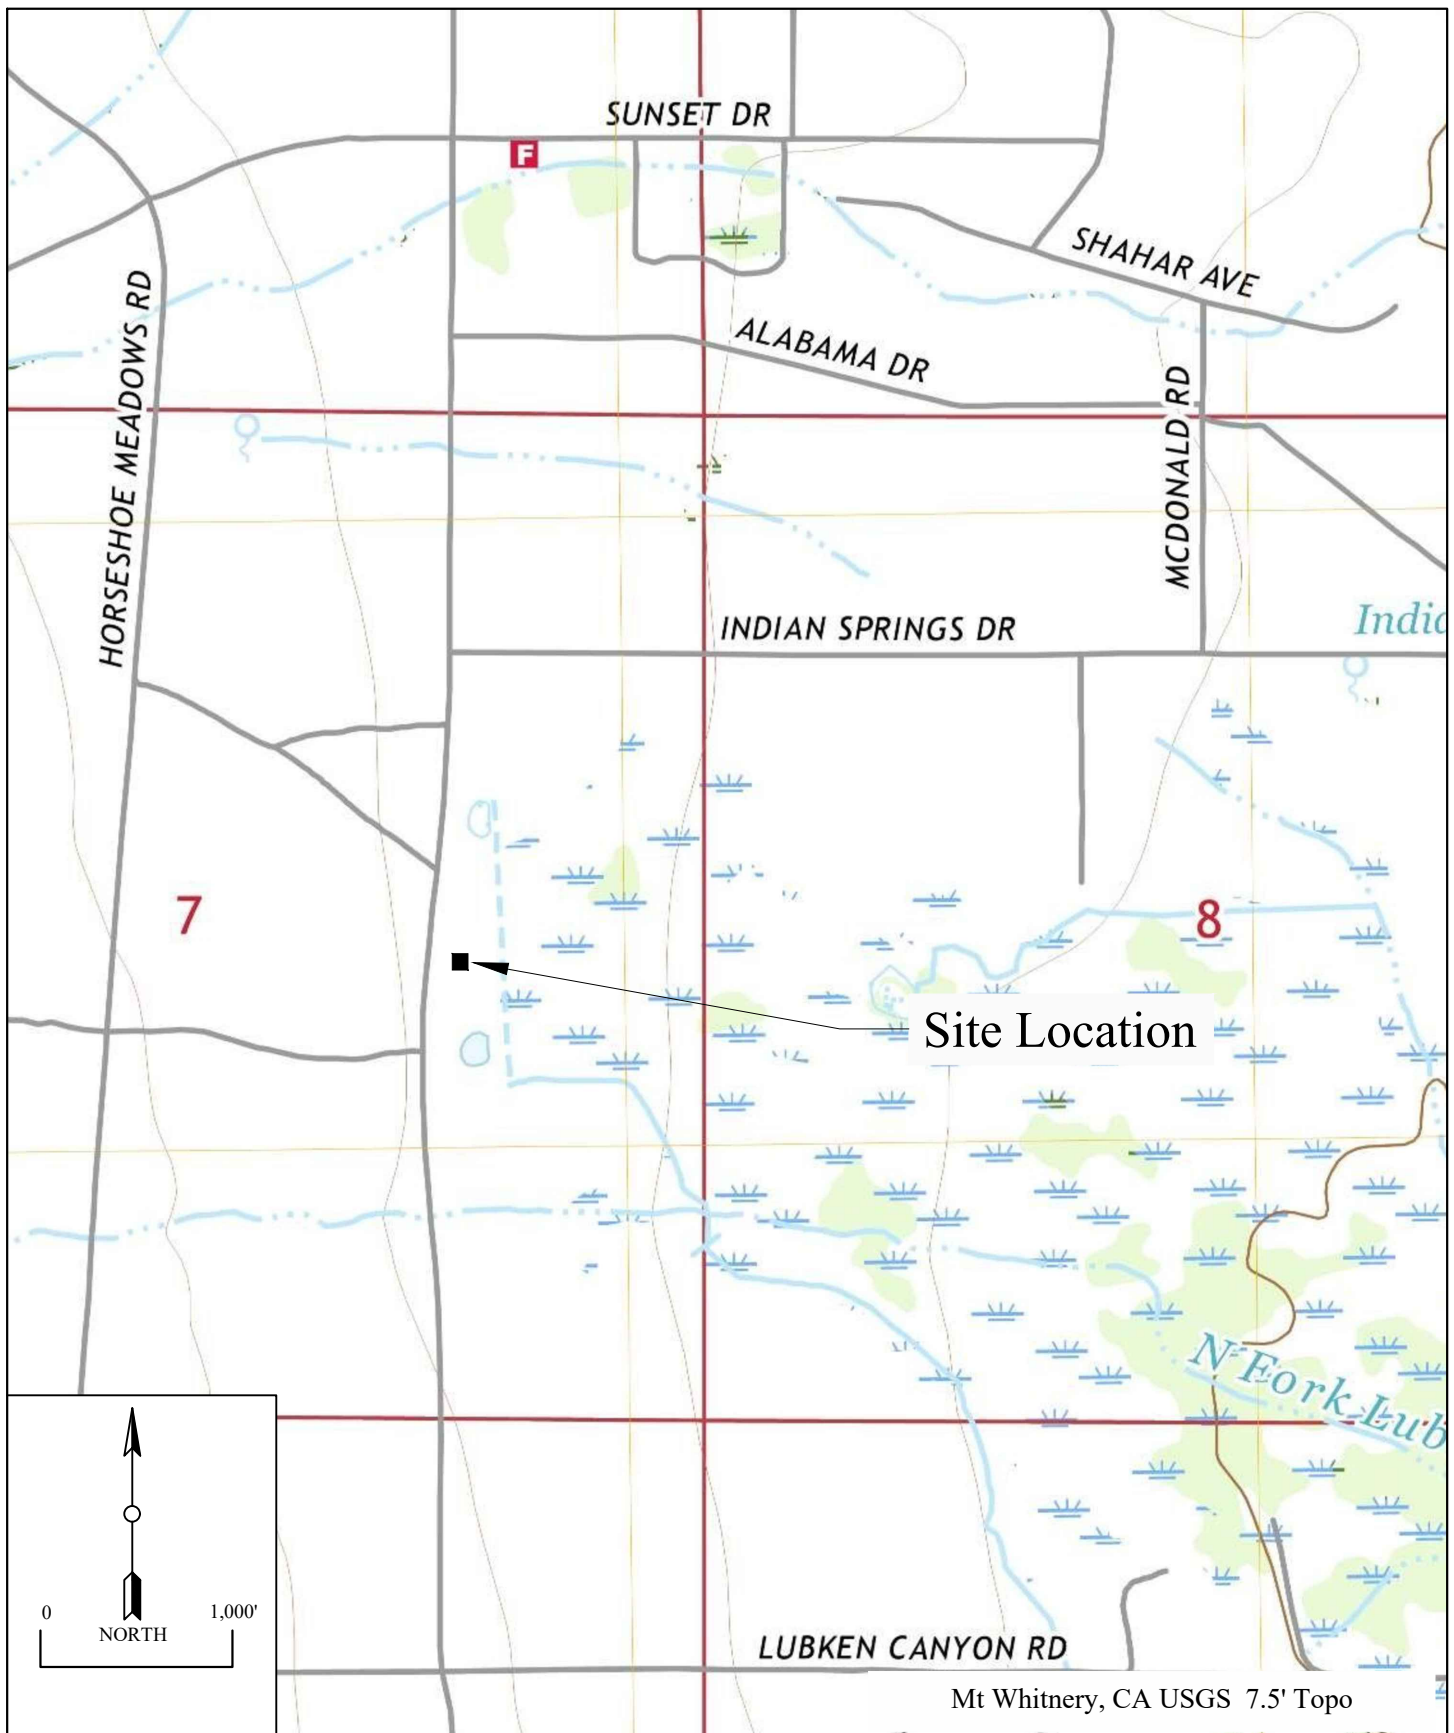 SUNSET DR
F
SHAHAR AVE
HORSESHOE MEADOWS RD
ALABAMA DR
MCDONALD RD
INDIAN SPRINGS DR
Indic
7
8
Site Location
N Fork Lub
0
1,000'
NORTH
LUBKEN CANYON RD
Mt Whitnery, CA USGS 7.5' Topo